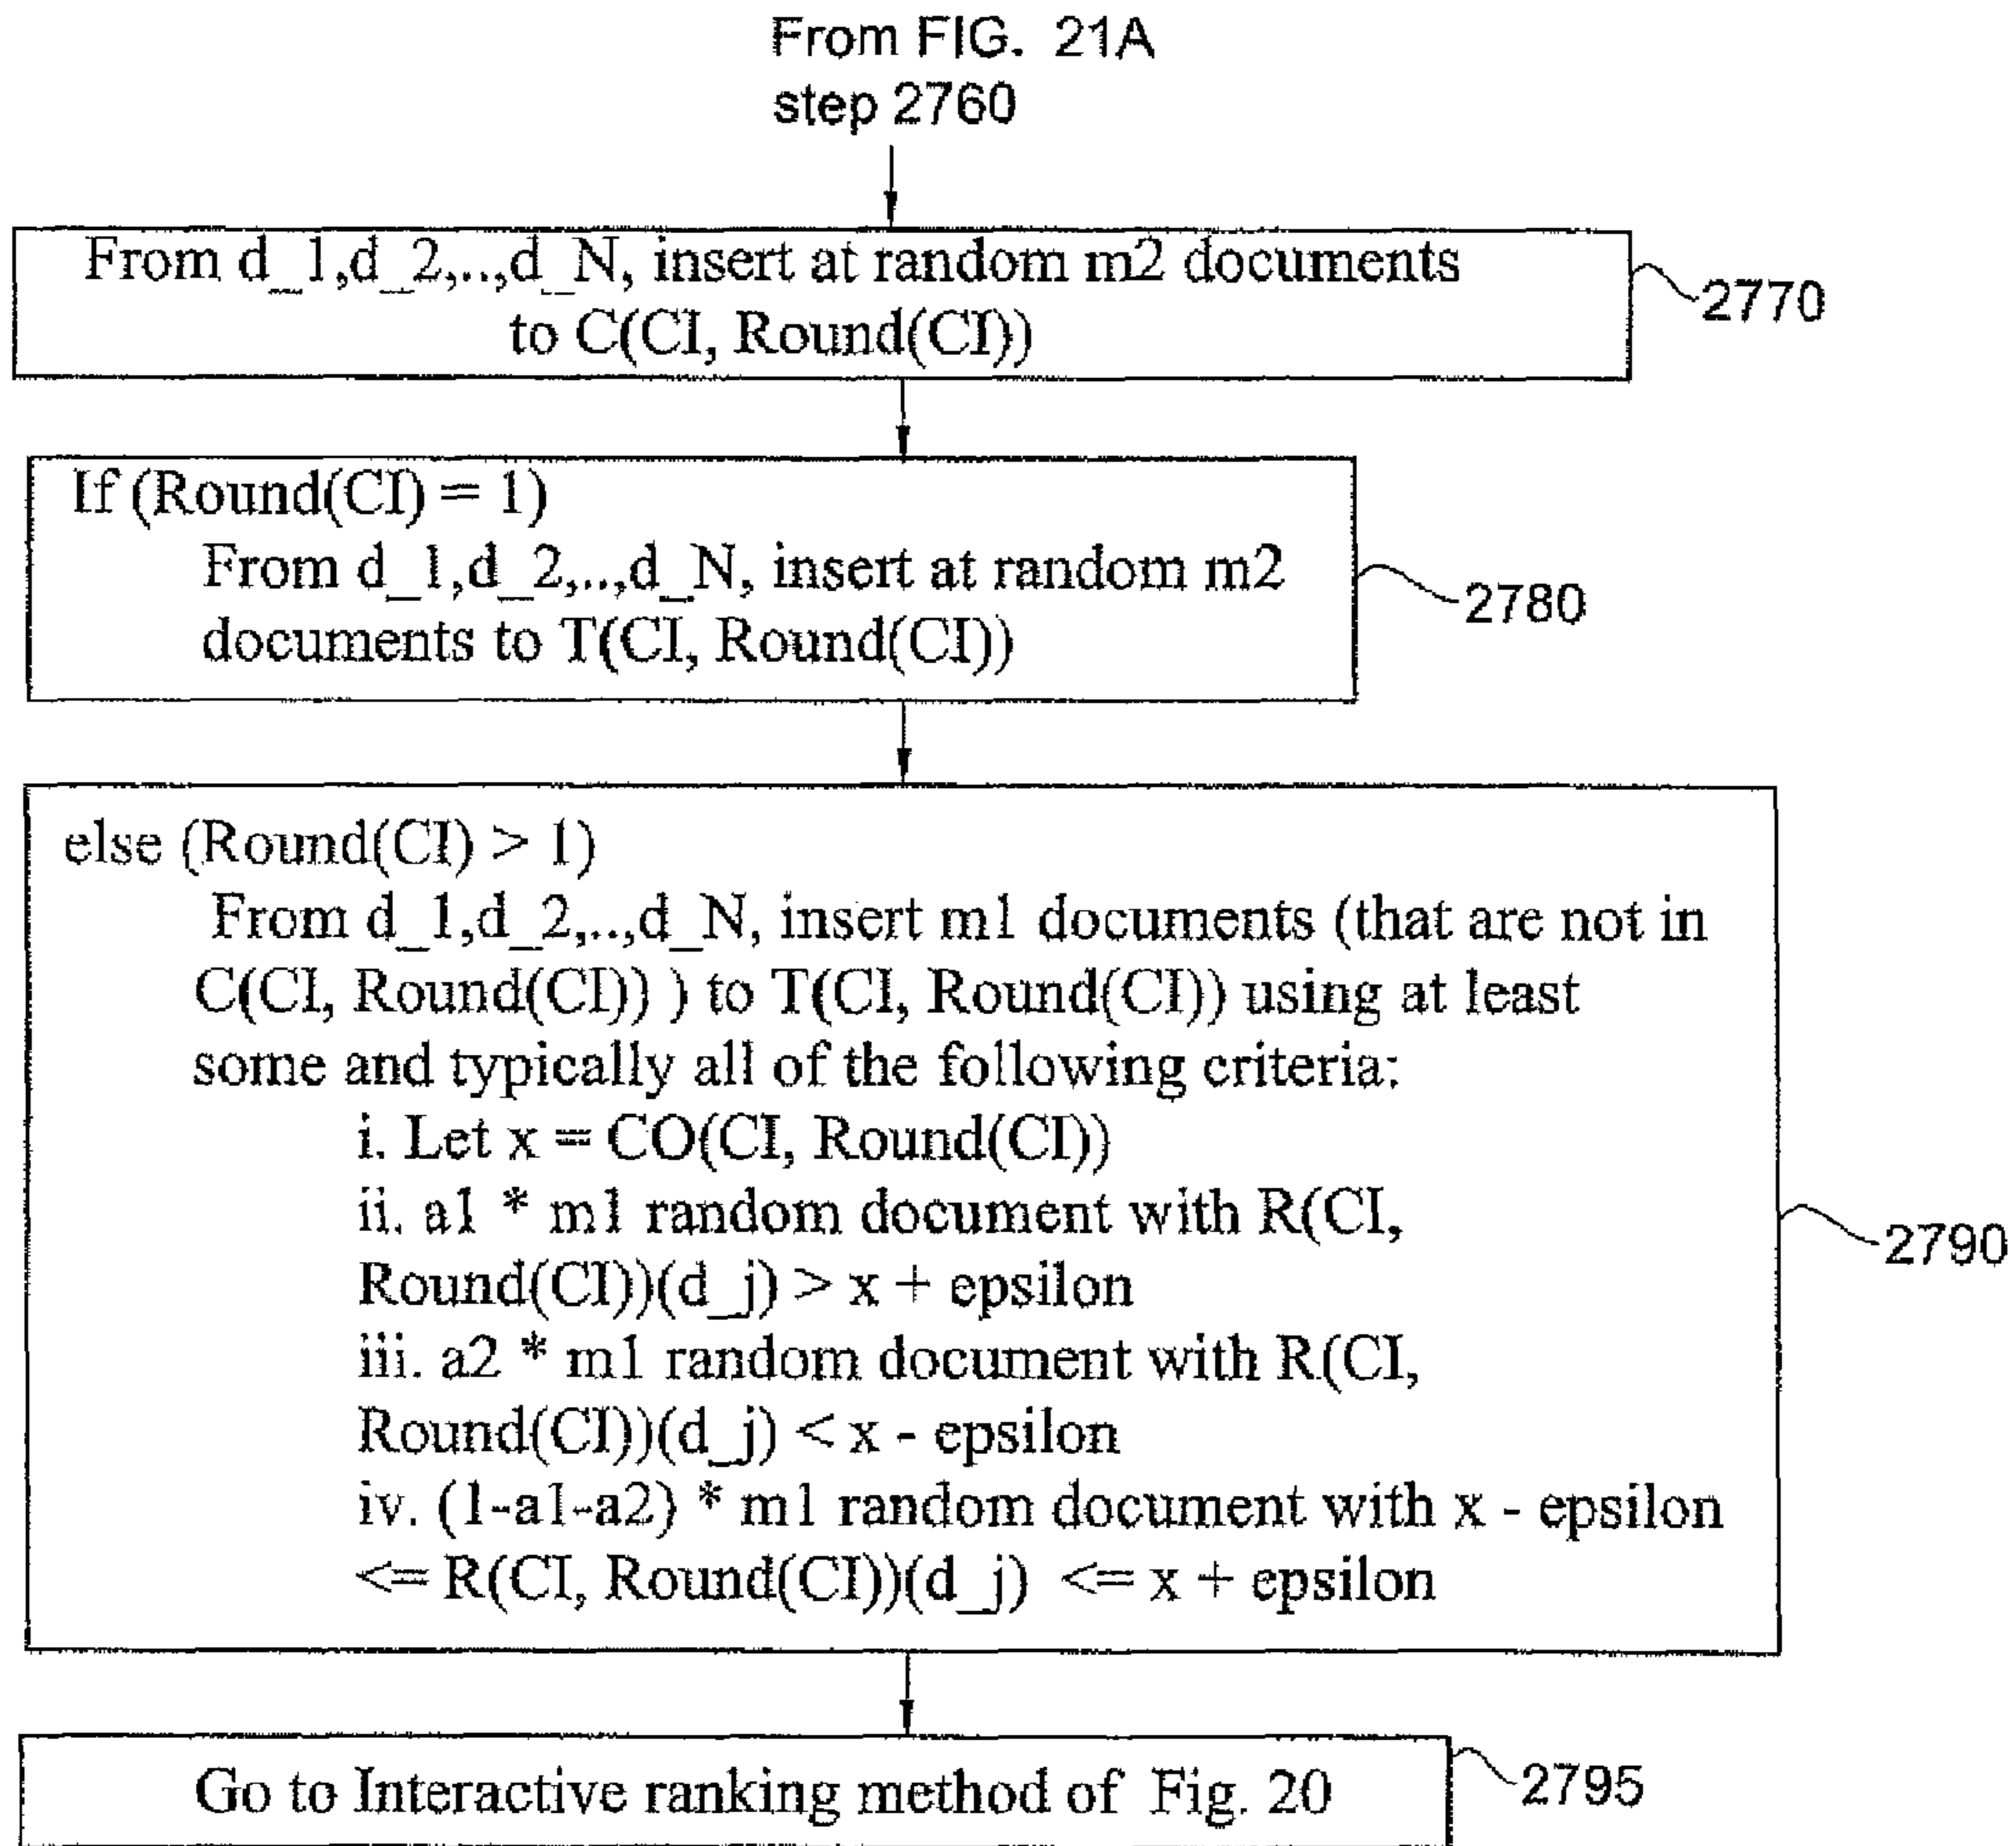 From FIG. 21A
step 2760
From d_1,d_2,..,d_N, insert at random m2 documents
to C(CI, Round(CI))
2770
If (Round(CI) = 1)
From d_1,d_2,..,d_N, insert at random m2
documents to T(CI, Round(CI))
2780
else (Round(CI) > 1)
From d_1,d_2,..,d_N, insert m1 documents (that are not in
C(CI, Round(CI)) ) to T(CI, Round(CI)) using at least
some and typically all of the following criteria:
i. Let x = CO(CI, Round(CI))
ii. a1 * m1 random document with R(CI,
Round(CI))(d_j) > x + epsilon
iii. a2 * m1 random document with R(CI,
Round(CI))(d_j) < x - epsilon
iv. (1-a1-a2) * m1 random document with x - epsilon
<= R(CI, Round(CI))(d_j) <= x + epsilon
2790
Go to Interactive ranking method of Fig. 20
2795